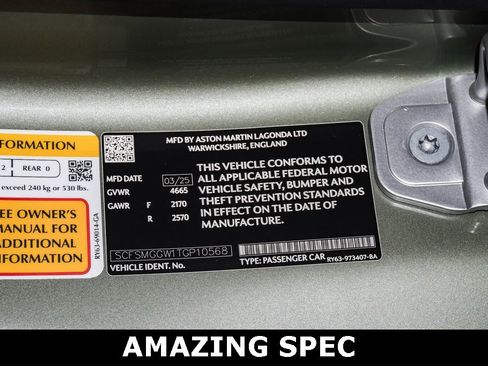 FORMATION
2 REAR 0
exceed 240 kg or 530 lbs.
EE OWNER'S
MANUAL FOR
ADDITIONAL
FORMATION
RY63-69014-GA
MFD BY ASTON MARTIN LAGONDA LTD
WARWICKSHIRE, ENGLAND
MFD DATE 03/25
GVWR 4665
GAWR F 2170
R 2570
THIS VEHICLE CONFORMS TO
ALL APPLICABLE FEDERAL MOTOR
VEHICLE SAFETY, BUMPER AND
THEFT PREVENTION STANDARDS
IN EFFECT ON THE DATE OF
MANUFACTURE.
SCFSMGGW1TGP10568
VEHICLE IDENT. No.
TYPE: PASSENGER CAR
RY63-973407-BA
AMAZING SPEC